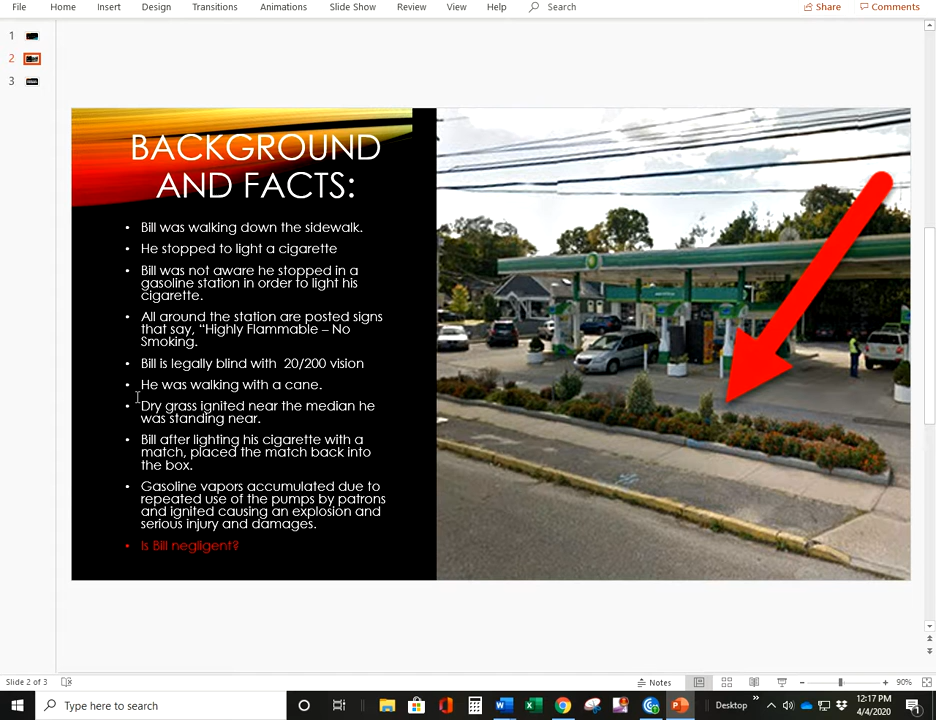 File Home Insert Design Transitions Animations Slide Show Review View Help Search Share Comments
1
2
3
BACKGROUND
AND FACTS:
• Bill was walking down the sidewalk.
• He stopped to light a cigarette
• Bill was not aware he stopped in a
gasoline station in order to light his
cigarette.
• All around the station are posted signs
that say, “Highly Flammable – No
Smoking.
• Bill is legally blind with 20/200 vision
• He was walking with a cane.
• Dry grass ignited near the median he
was standing near.
• Bill after lighting his cigarette with a
match, placed the match back into
the box.
• Gasoline vapors accumulated due to
repeated use of the pumps by patrons
and ignited causing an explosion and
serious injury and damages.
• Is Bill negligent?
Slide 2 of 3 Notes 90%
Type here to search Desktop 12:17 PM
4/4/2020